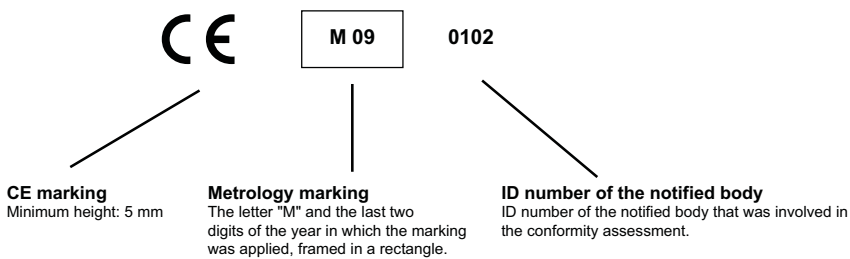 CE M 09 0102
CE marking
Minimum height: 5 mm
Metrology marking
The letter "M" and the last two
digits of the year in which the marking
was applied, framed in a rectangle.
ID number of the notified body
ID number of the notified body that was involved in
the conformity assessment.